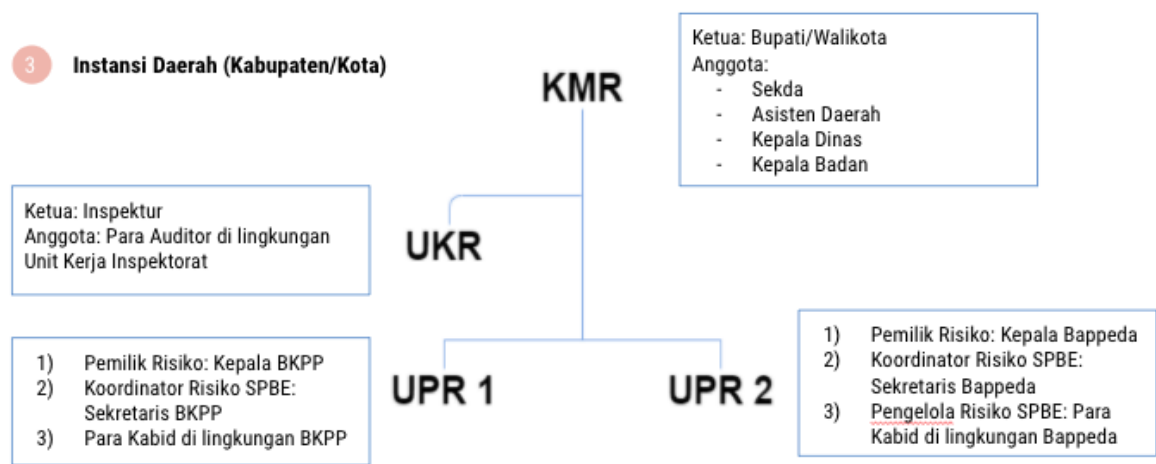 3 Instansi Daerah (Kabupaten/Kota)
KMR
Ketua: Bupati/Walikota
Anggota:
- Sekda
- Asisten Daerah
- Kepala Dinas
- Kepala Badan
Ketua: Inspektur
Anggota: Para Auditor di lingkungan
Unit Kerja Inspektorat
UKR
1) Pemilik Risiko: Kepala BKPP
2) Koordinator Risiko SPBE:
Sekretaris BKPP
3) Para Kabid di lingkungan BKPP
UPR 1
UPR 2
1) Pemilik Risiko: Kepala Bappeda
2) Koordinator Risiko SPBE:
Sekretaris Bappeda
3) Pengelola Risiko SPBE: Para
Kabid di lingkungan Bappeda